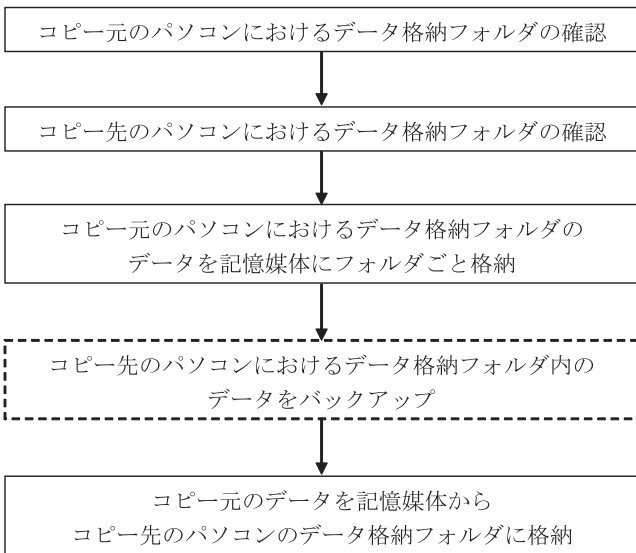 コピー元のパソコンにおけるデータ格納フォルダの確認
コピー先のパソコンにおけるデータ格納フォルダの確認
コピー元のパソコンにおけるデータ格納フォルダの
データを記憶媒体にフォルダごと格納
コピー先のパソコンにおけるデータ格納フォルダ内の
データをバックアップ
コピー元のデータを記憶媒体から
コピー先のパソコンのデータ格納フォルダに格納